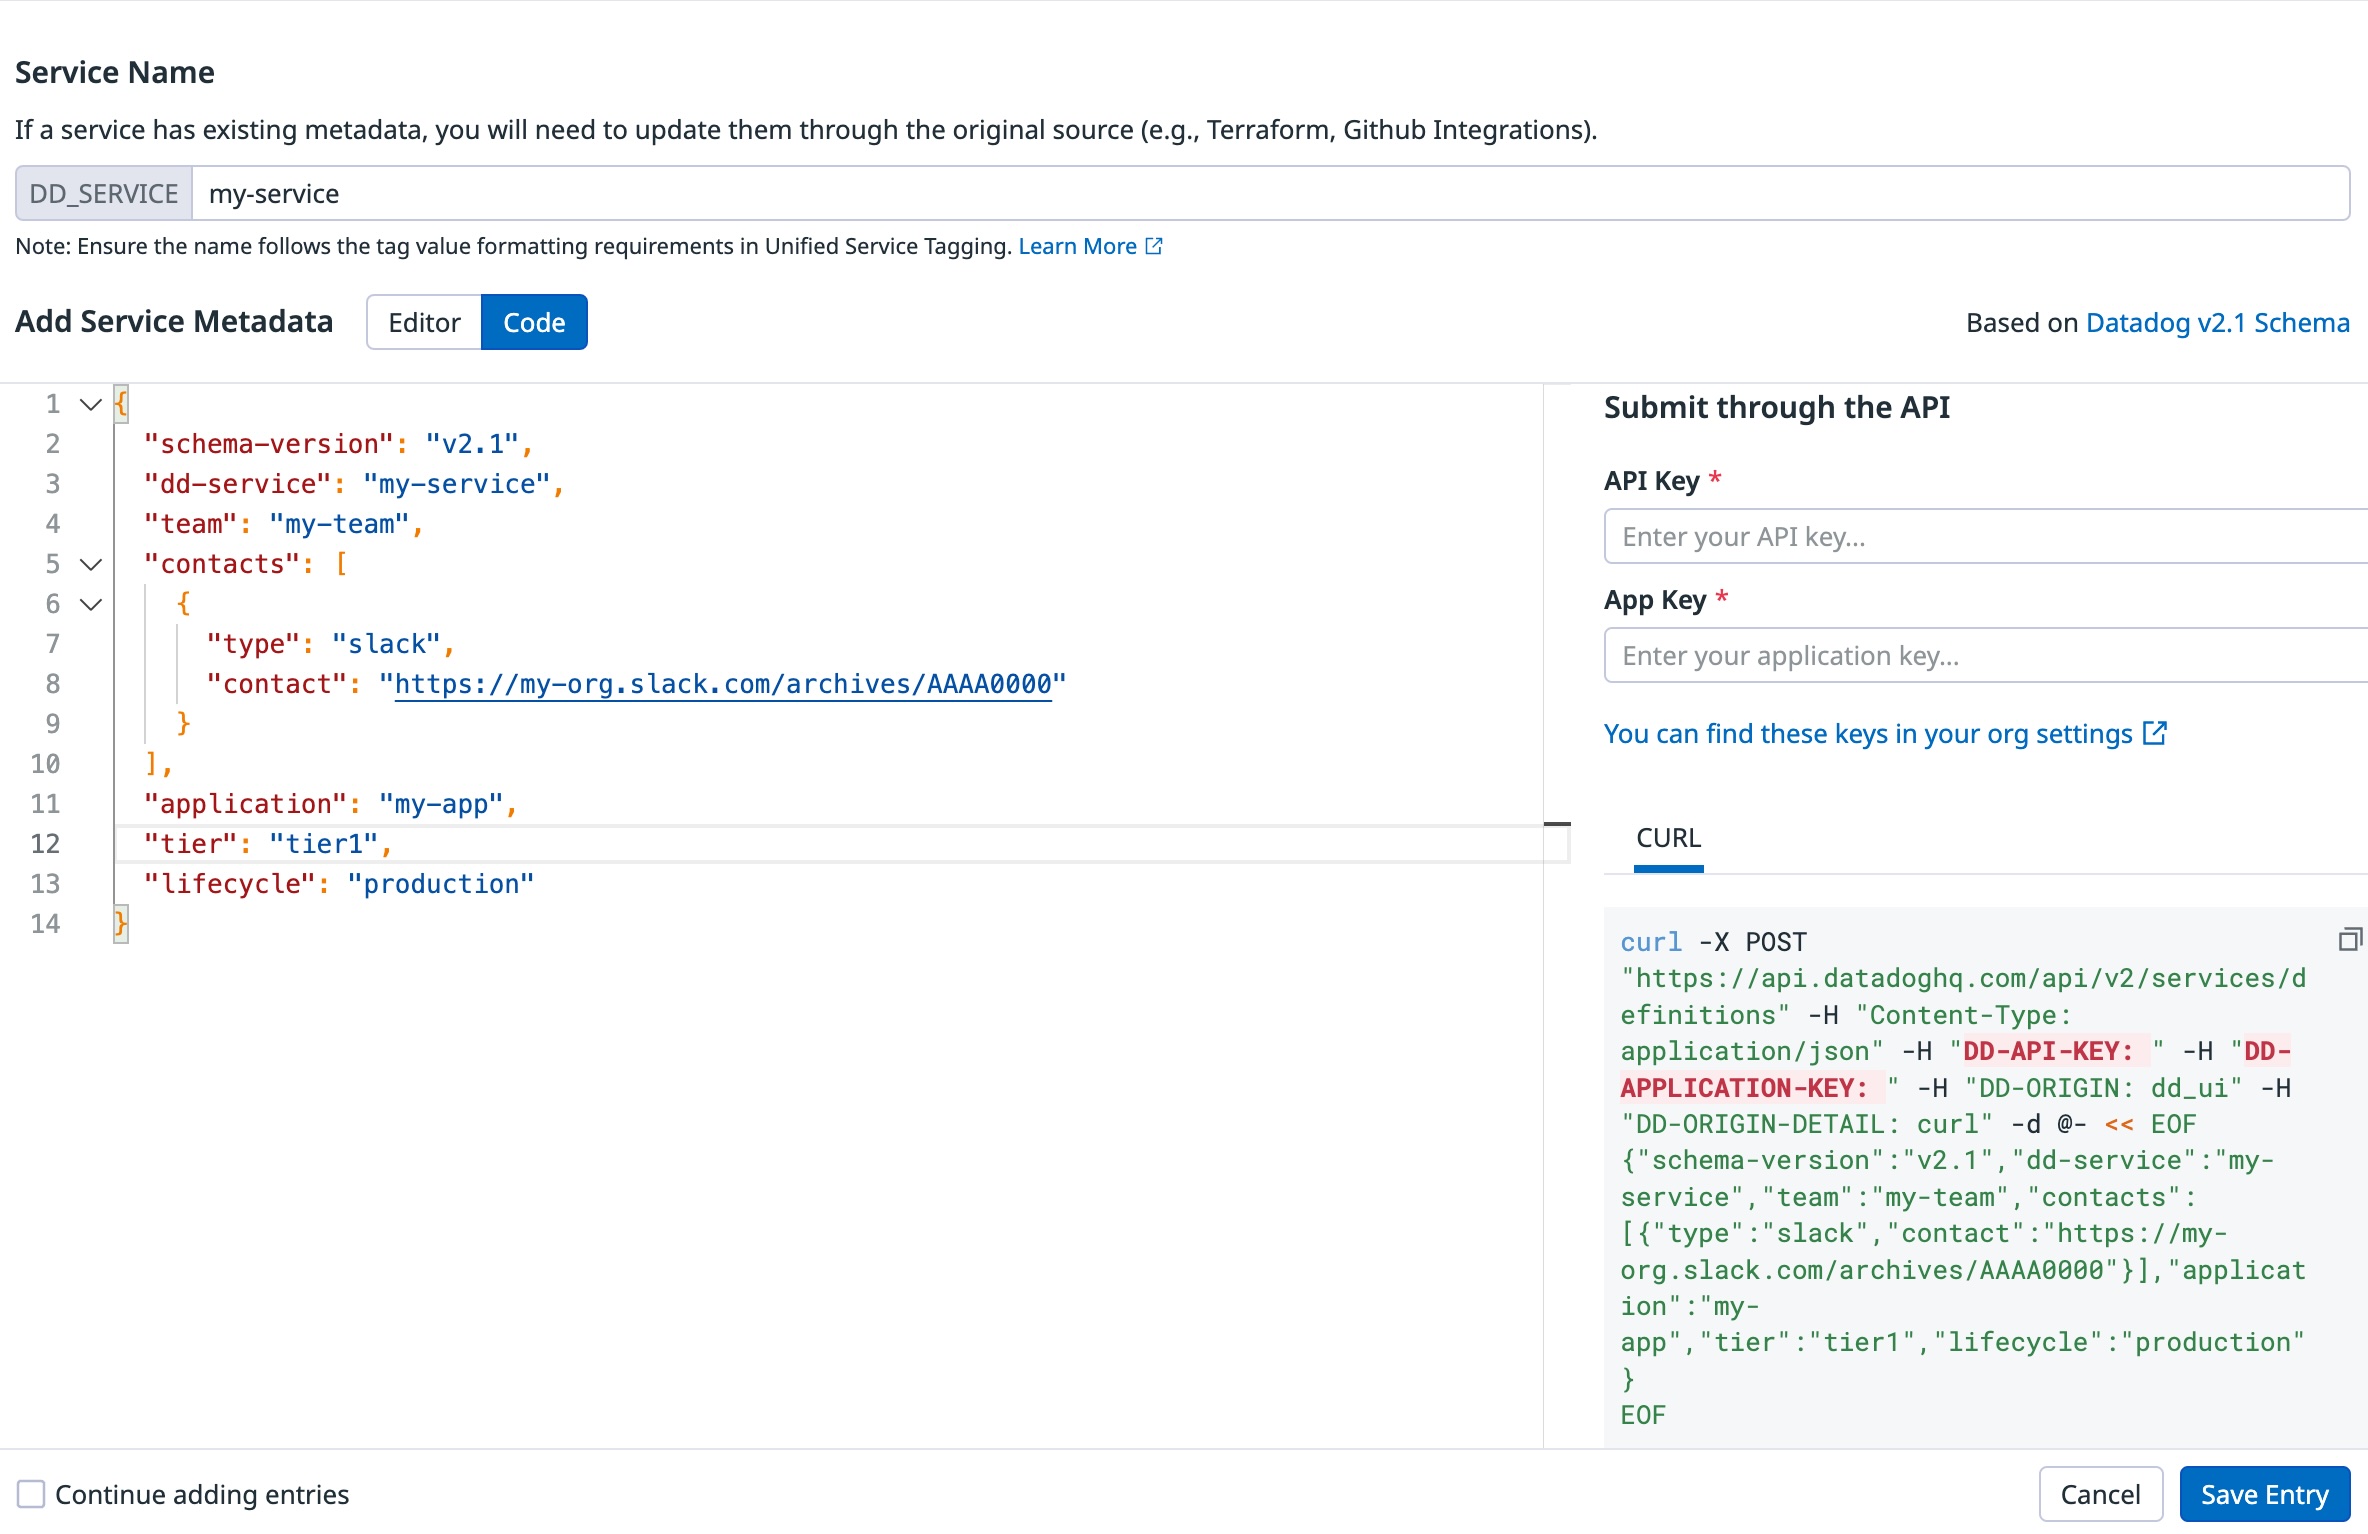 Service Name
If a service has existing metadata, you will need to update them through the original source (e.g., Terraform, Github Integrations).
DD_SERVICE my-service
Note: Ensure the name follows the tag value formatting requirements in Unified Service Tagging. Learn More
Add Service Metadata Editor Code Based on Datadog v2.1 Schema
1 {
2 "schema-version": "v2.1",
3 "dd-service": "my-service",
4 "team": "my-team",
5 "contacts": [
6 {
7 "type": "slack",
8 "contact": "https://my-org.slack.com/archives/AAAA0000"
9 }
10 ],
11 "application": "my-app",
12 "tier": "tier1",
13 "lifecycle": "production"
14 }
Submit through the API
API Key *
Enter your API key...
App Key *
Enter your application key...
You can find these keys in your org settings
CURL
curl -X POST
"https://api.datadoghq.com/api/v2/services/d
efinitions" -H "Content-Type:
application/json" -H "DD-API-KEY: " -H "DD-
APPLICATION-KEY: " -H "DD-ORIGIN: dd_ui" -H
"DD-ORIGIN-DETAIL: curl" -d @- << EOF
{"schema-version":"v2.1","dd-service":"my-
service","team":"my-team","contacts":
[{"type":"slack","contact":"https://my-
org.slack.com/archives/AAAA0000"}],"applicat
ion":"my-
app","tier":"tier1","lifecycle":"production"
}
EOF
Continue adding entries
Cancel Save Entry